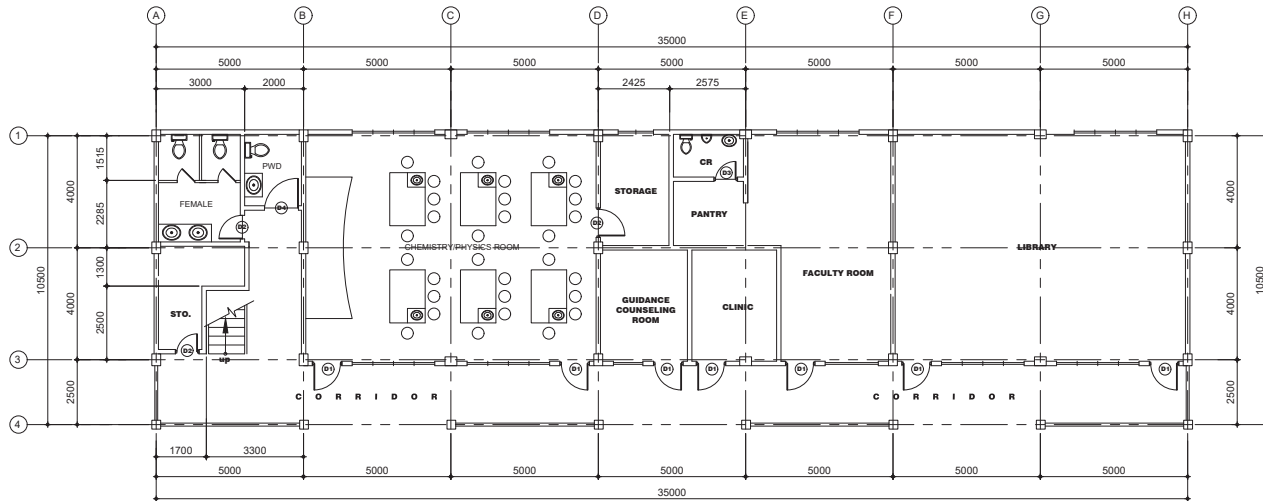 A B C D E F G H
35000
5000 5000 5000 5000 5000 5000 5000
3000 2000 2425 2575
1
1515
PWD
CR
D3
4000
4000
STORAGE
FEMALE
D4
PANTRY
2285
D2
D2
2
CHEMISTRY/PHYSICS ROOM
LIBRARY
1300
FACULTY ROOM
10500
10500
STO.
GUIDANCE
COUNSELING
ROOM
CLINIC
4000
4000
2500
D2
up
3
D1 D1 D1 D1 D1 D1 D1
2500
2500
CORRIDOR CORRIDOR
4
1700 3300
5000 5000 5000 5000 5000 5000 5000
35000